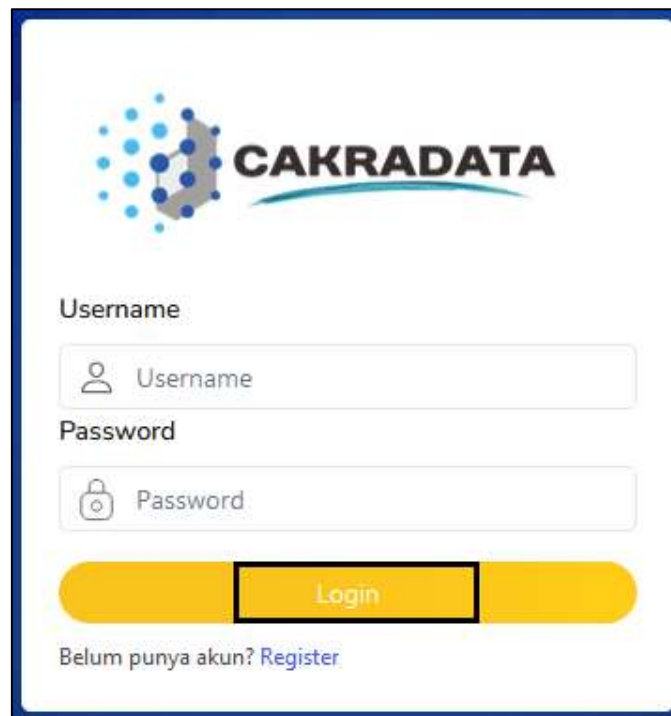 CAKRADATA
Username
Username
Password
Password
Login
Belum punya akun? Register